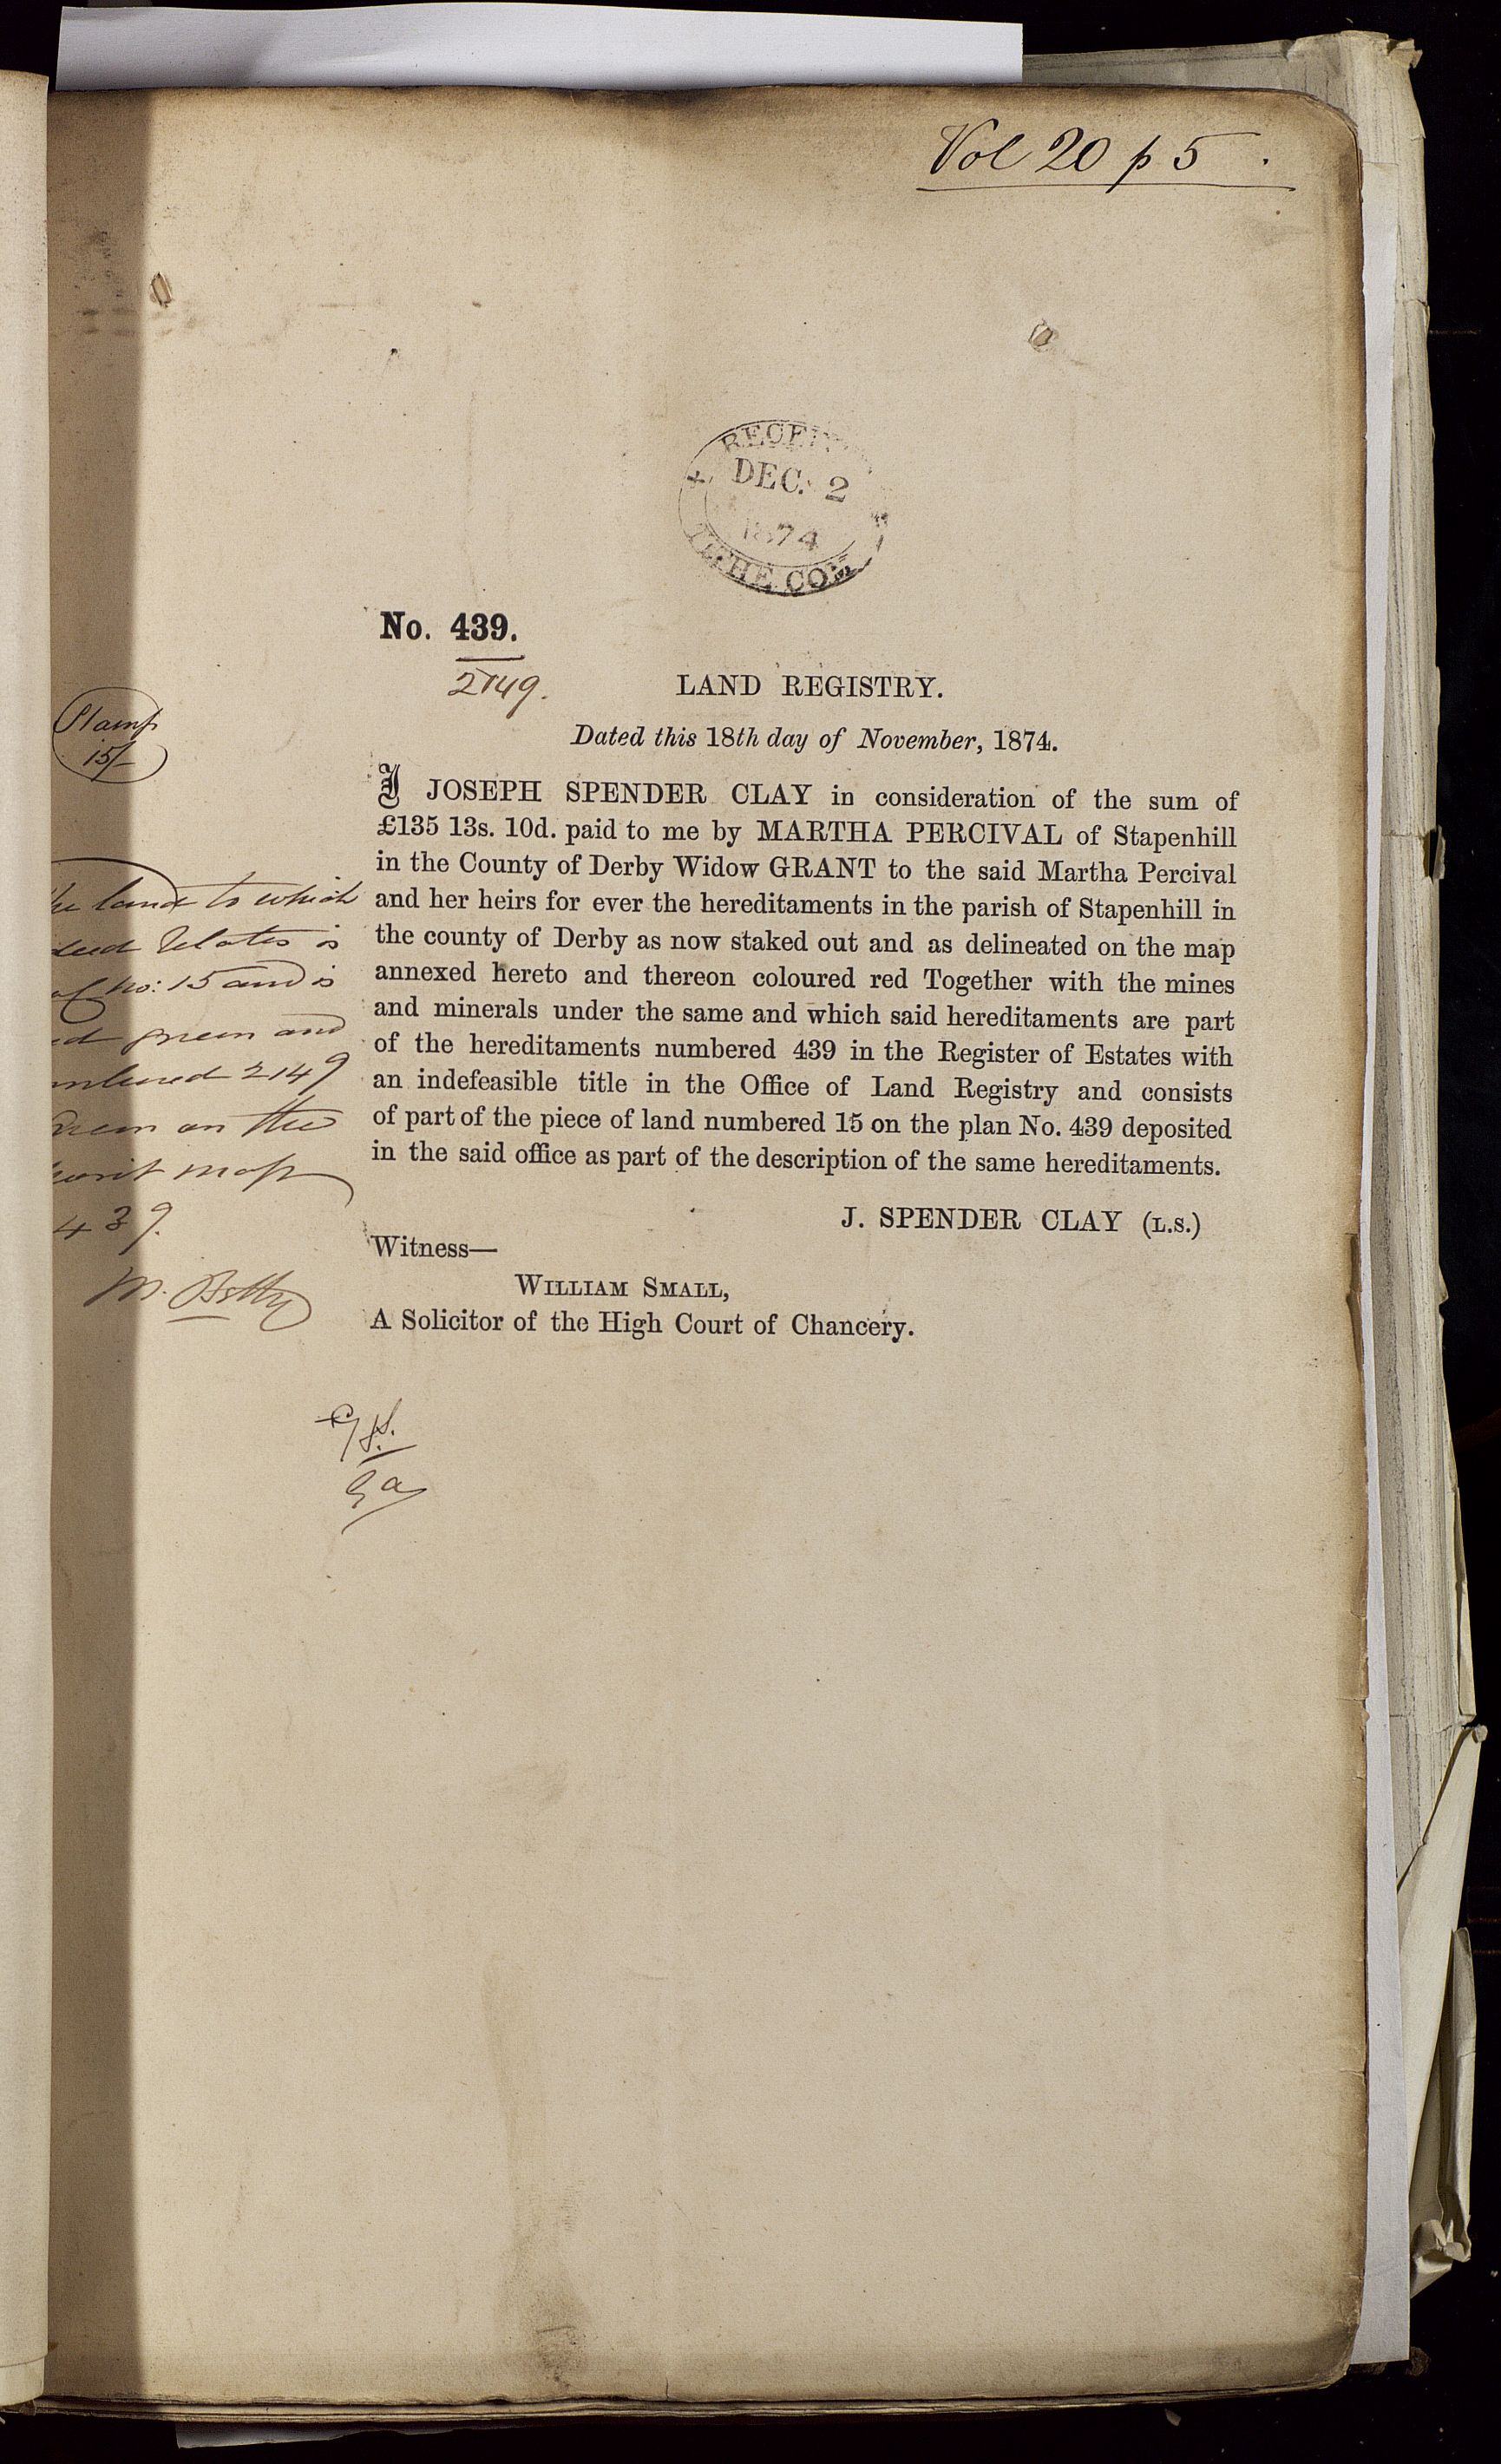 Vol 20 p 5.
DEC. 2
1874
THE CO
No. 439.
2149.
LAND REGISTRY.
Dated this 18th day of November, 1874.
Stamp
15/-
I JOSEPH SPENDER CLAY in consideration of the sum of
£135 13s. 10d. paid to me by MARTHA PERCIVAL of Stapenhill
in the County of Derby Widow GRANT to the said Martha Percival
and her heirs for ever the hereditaments in the parish of Stapenhill in
the county of Derby as now staked out and as delineated on the map
annexed hereto and thereon coloured red Together with the mines
and minerals under the same and which said hereditaments are part
of the hereditaments numbered 439 in the Register of Estates with
an indefeasible title in the Office of Land Registry and consists
of part of the piece of land numbered 15 on the plan No. 439 deposited
in the said office as part of the description of the same hereditaments.
J. SPENDER CLAY (L.S.)
Witness—
WILLIAM SMALL,
A Solicitor of the High Court of Chancery.
land to which
relates is
of No: 15 and is
green and
2149
on the
map
439.